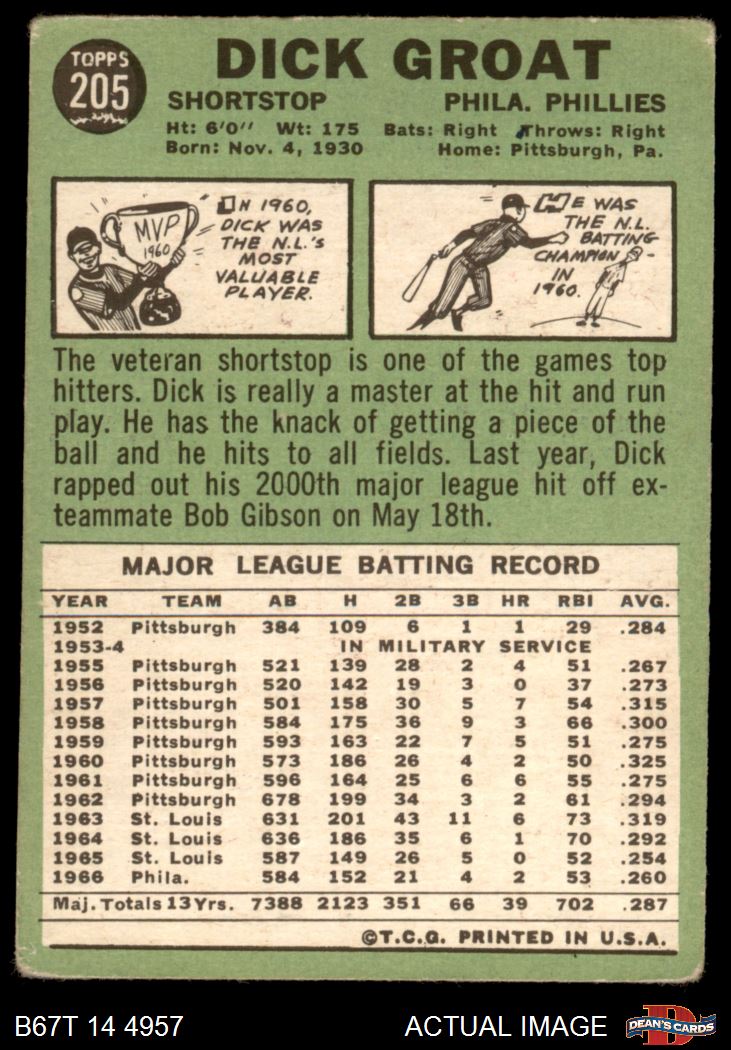 TOPPS
205
DICK GROAT
SHORTSTOP PHILA. PHILLIES
Ht: 6'0" Wt: 175 Bats: Right Throws: Right
Born: Nov. 4, 1930 Home: Pittsburgh, Pa.
MVP
1960
IN 1960,
DICK WAS
THE N.L.'S
MOST
VALUABLE
PLAYER.
HE WAS
THE N.L.
BATTING
CHAMPION
IN
1960.
The veteran shortstop is one of the games top
hitters. Dick is really a master at the hit and run
play. He has the knack of getting a piece of the
ball and he hits to all fields. Last year, Dick
rapped out his 2000th major league hit off ex-
teammate Bob Gibson on May 18th.
MAJOR LEAGUE BATTING RECORD
YEAR TEAM AB H 2B 3B HR RBI AVG.
1952 Pittsburgh 384 109 6 1 1 29 .284
1953-4 IN MILITARY SERVICE
1955 Pittsburgh 521 139 28 2 4 51 .267
1956 Pittsburgh 520 142 19 3 0 37 .273
1957 Pittsburgh 501 158 30 5 7 54 .315
1958 Pittsburgh 584 175 36 9 3 66 .300
1959 Pittsburgh 593 163 22 7 5 51 .275
1960 Pittsburgh 573 186 26 4 2 50 .325
1961 Pittsburgh 596 164 25 6 6 55 .275
1962 Pittsburgh 678 199 34 3 2 61 .294
1963 St. Louis 631 201 43 11 6 73 .319
1964 St. Louis 636 186 35 6 1 70 .292
1965 St. Louis 587 149 26 5 0 52 .254
1966 Phila. 584 152 21 4 2 53 .260
Maj. Totals 13 Yrs. 7388 2123 351 66 39 702 .287
©T.C.G. PRINTED IN U.S.A.
B67T 14 4957 ACTUAL IMAGE
DEAN'S CARDS